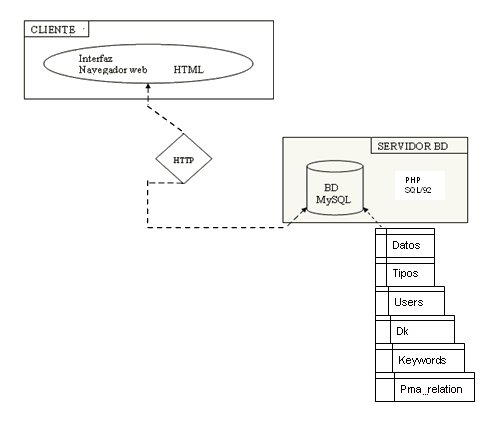 CLIENTE
Interfaz
Navegador web HTML
HTTP
SERVIDOR BD
BD
MySQL
PHP
SQL/92
Datos
Tipos
Users
Dk
Keywords
Pma_relation